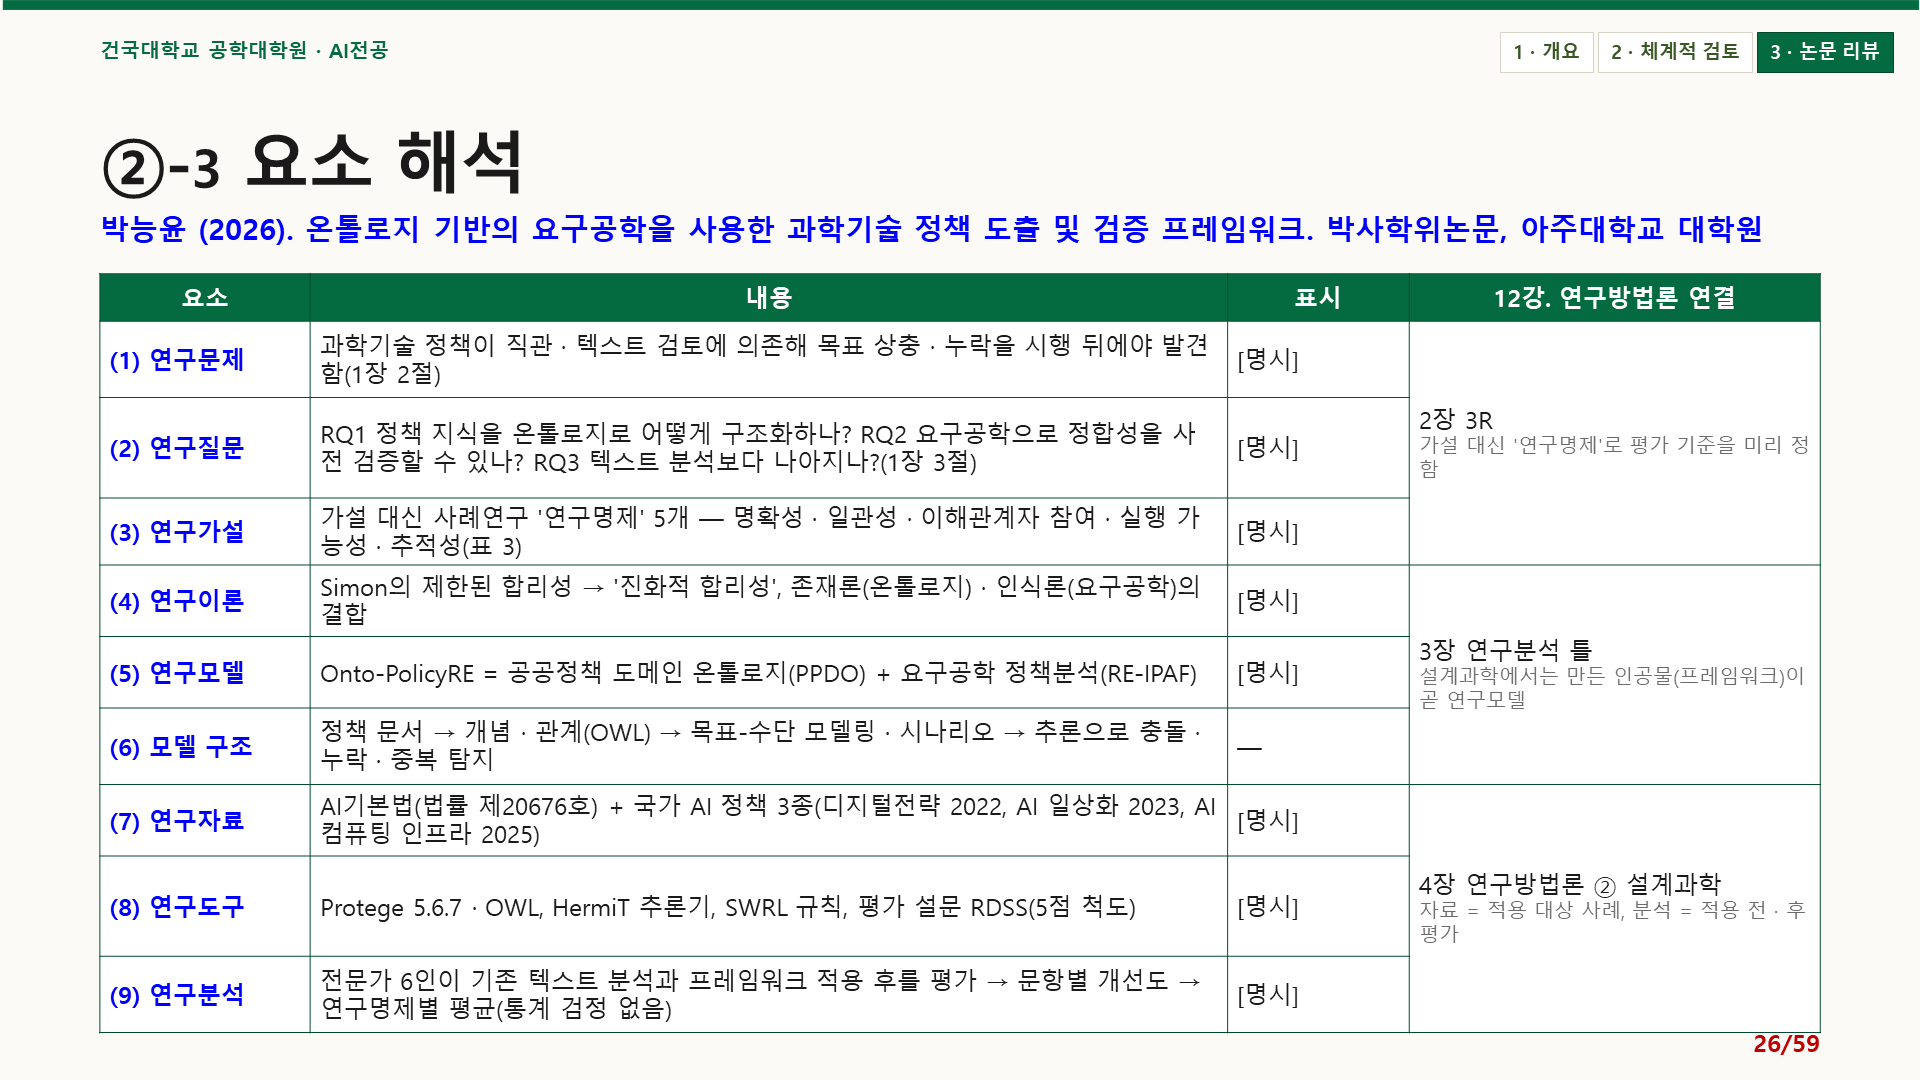 건국대학교 공학대학원 · AI전공
1 · 개요
2 · 체계적 검토
3 · 논문 리뷰
②-3 요소 해석
박능윤 (2026). 온톨로지 기반의 요구공학을 사용한 과학기술 정책 도출 및 검증 프레임워크. 박사학위논문, 아주대학교 대학원
요소
내용
표시
12강. 연구방법론 연결
(1) 연구문제
과학기술 정책이 직관 · 텍스트 검토에 의존해 목표 상충 · 누락을 시행 뒤에야 발견
함(1장 2절)
[명시]
2장 3R
가설 대신 '연구명제'로 평가 기준을 미리 정
함
(2) 연구질문
RQ1 정책 지식을 온톨로지로 어떻게 구조화하나? RQ2 요구공학으로 정합성을 사
전 검증할 수 있나? RQ3 텍스트 분석보다 나아지나?(1장 3절)
[명시]
(3) 연구가설
가설 대신 사례연구 '연구명제' 5개 — 명확성 · 일관성 · 이해관계자 참여 · 실행 가
능성 · 추적성(표 3)
[명시]
(4) 연구이론
Simon의 제한된 합리성 → '진화적 합리성', 존재론(온톨로지) · 인식론(요구공학)의
결합
[명시]
3장 연구분석 틀
설계과학에서는 만든 인공물(프레임워크)이
곧 연구모델
(5) 연구모델
Onto-PolicyRE = 공공정책 도메인 온톨로지(PPDO) + 요구공학 정책분석(RE-IPAF)
[명시]
(6) 모델 구조
정책 문서 → 개념 · 관계(OWL) → 목표-수단 모델링 · 시나리오 → 추론으로 충돌 ·
누락 · 중복 탐지
—
(7) 연구자료
AI기본법(법률 제20676호) + 국가 AI 정책 3종(디지털전략 2022, AI 일상화 2023, AI
컴퓨팅 인프라 2025)
[명시]
4장 연구방법론 ② 설계과학
자료 = 적용 대상 사례, 분석 = 적용 전 · 후
평가
(8) 연구도구
Protege 5.6.7 · OWL, HermiT 추론기, SWRL 규칙, 평가 설문 RDSS(5점 척도)
[명시]
(9) 연구분석
전문가 6인이 기존 텍스트 분석과 프레임워크 적용 후를 평가 → 문항별 개선도 →
연구명제별 평균(통계 검정 없음)
[명시]
26/59